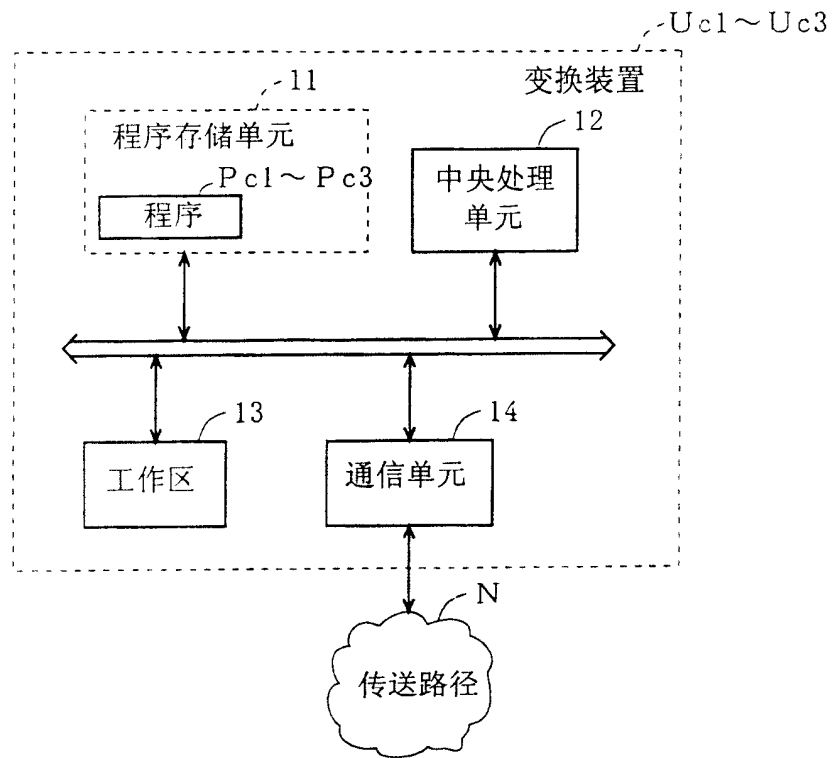 Uc1～Uc3
变换装置
11
程序存储单元
Pc1～Pc3
程序
12
中央处理
单元
13
工作区
14
通信单元
N
传送路径